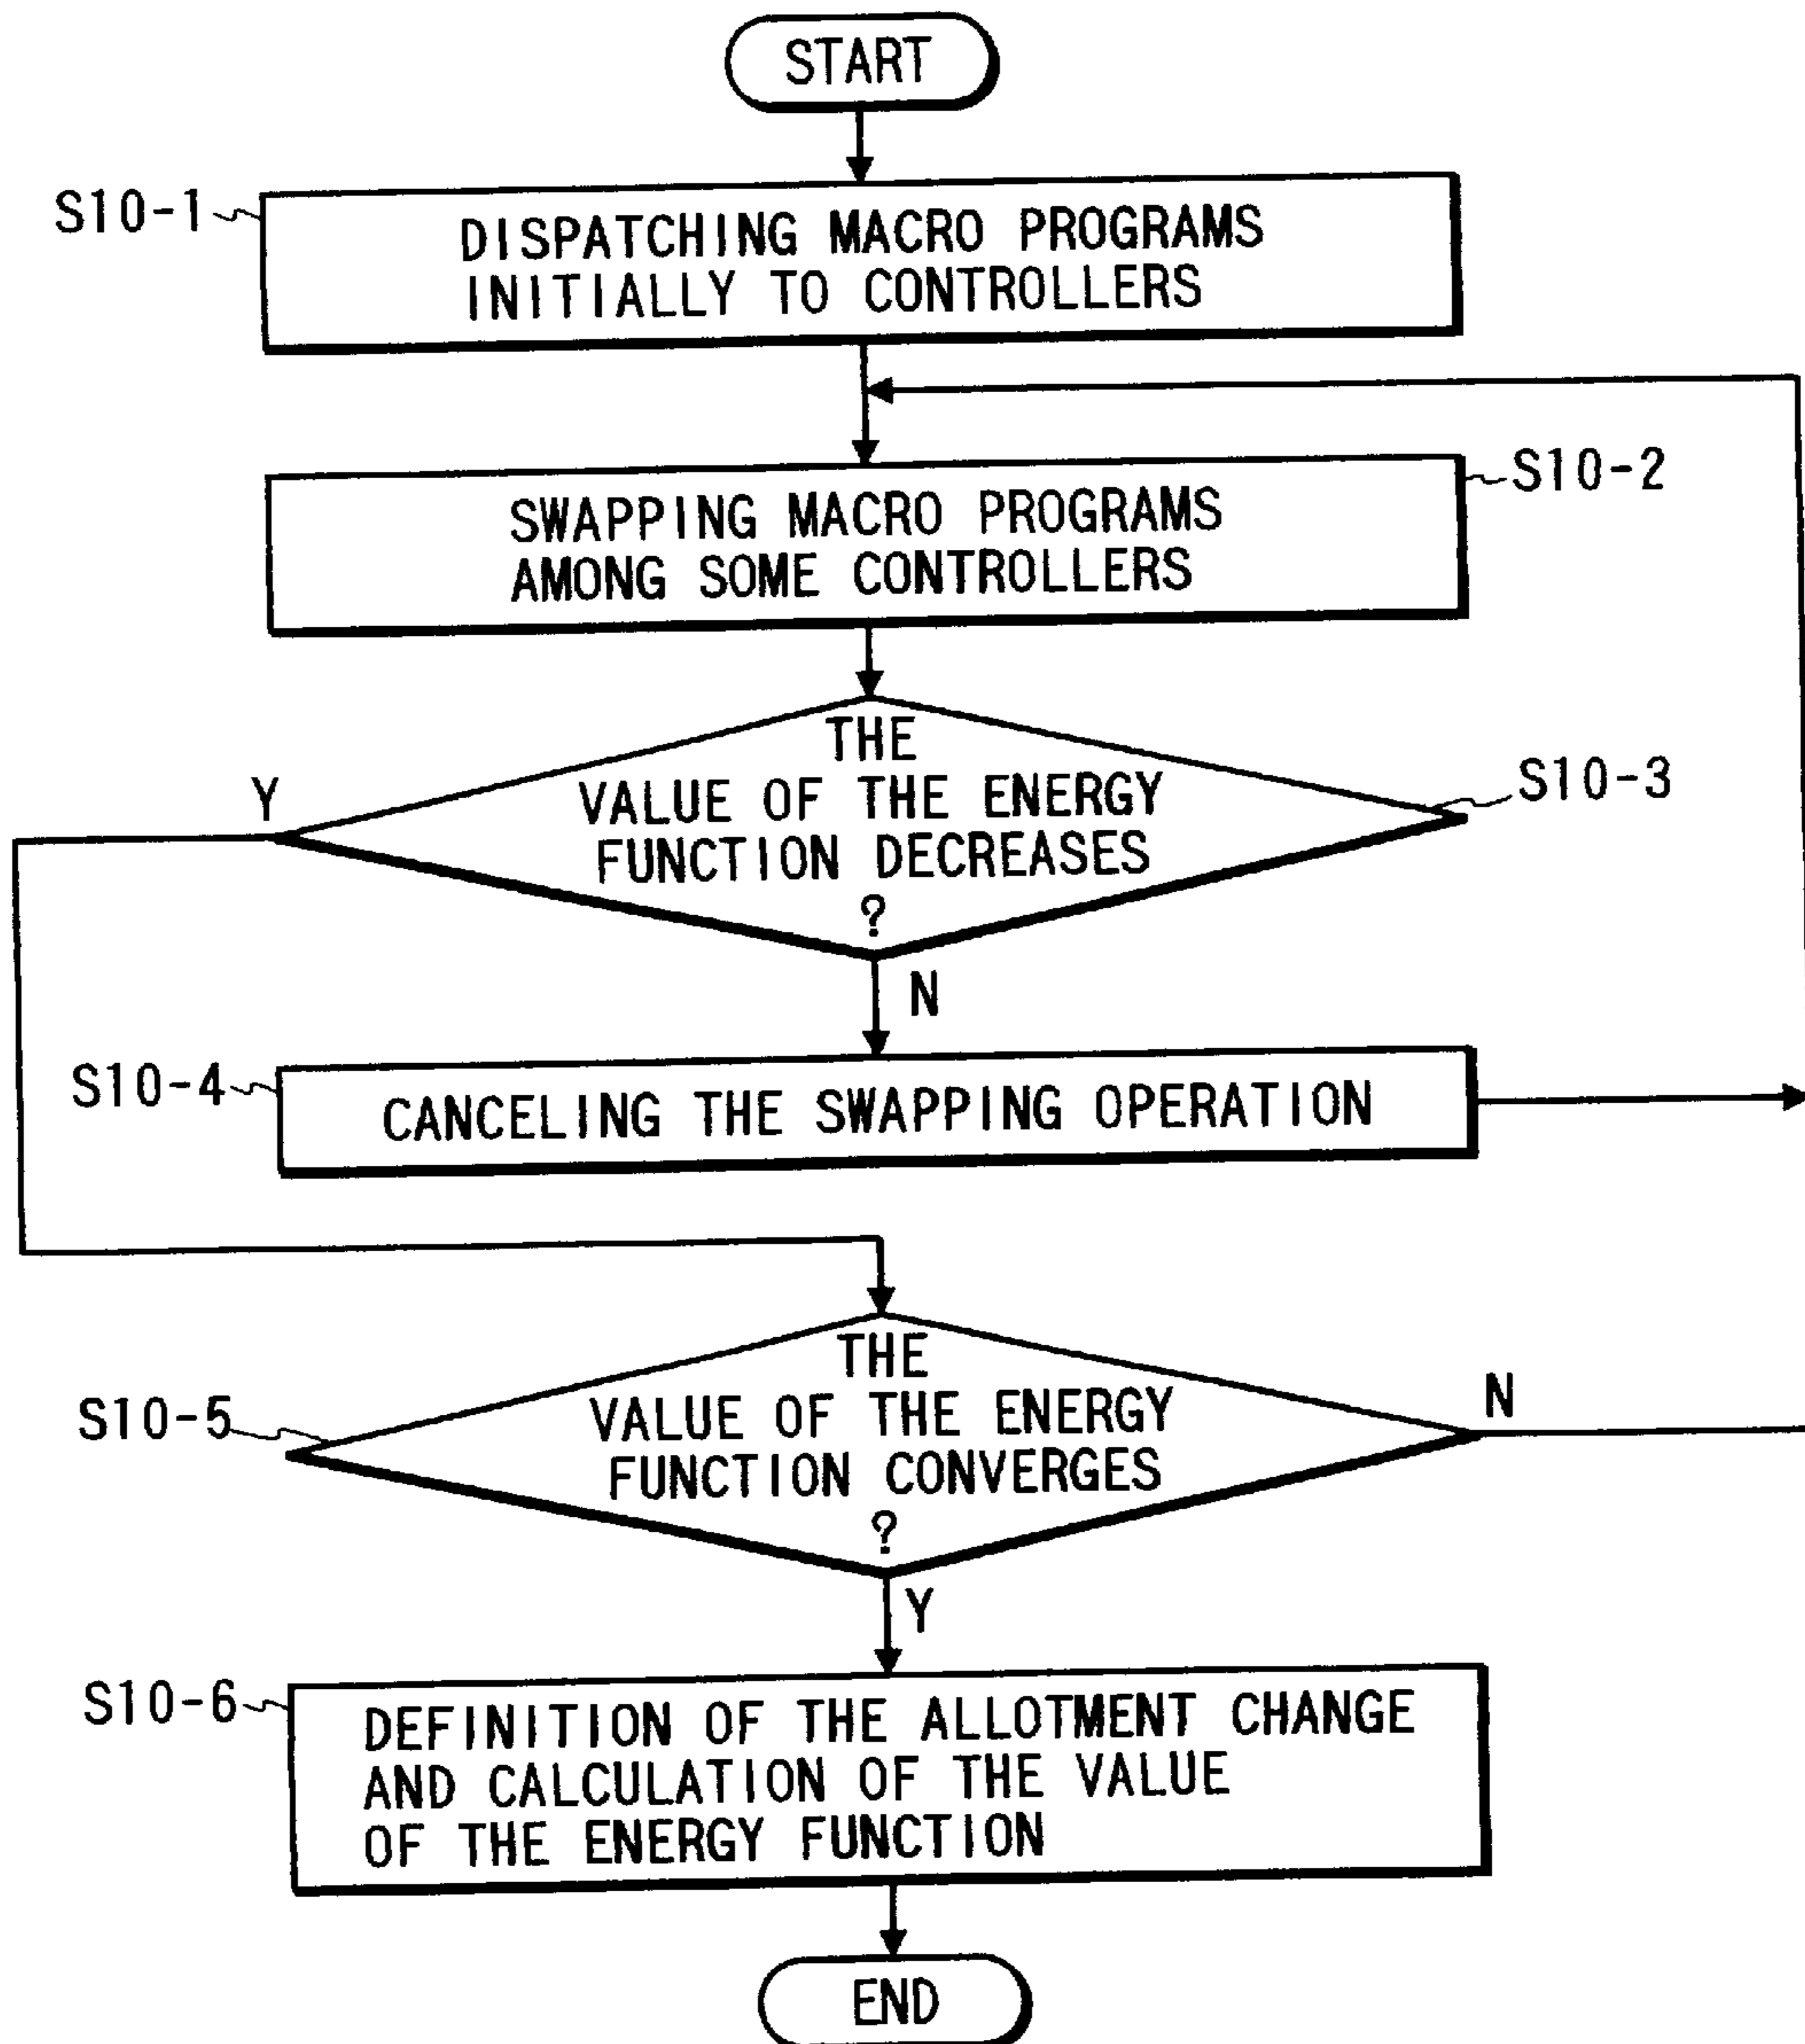 START
S10-1
DISPATCHING MACRO PROGRAMS
INITIALLY TO CONTROLLERS
S10-2
SWAPPING MACRO PROGRAMS
AMONG SOME CONTROLLERS
S10-3
THE
VALUE OF THE ENERGY
FUNCTION DECREASES
?
Y
N
S10-4
CANCELING THE SWAPPING OPERATION
S10-5
THE
VALUE OF THE ENERGY
FUNCTION CONVERGES
?
N
Y
S10-6
DEFINITION OF THE ALLOTMENT CHANGE
AND CALCULATION OF THE VALUE
OF THE ENERGY FUNCTION
END